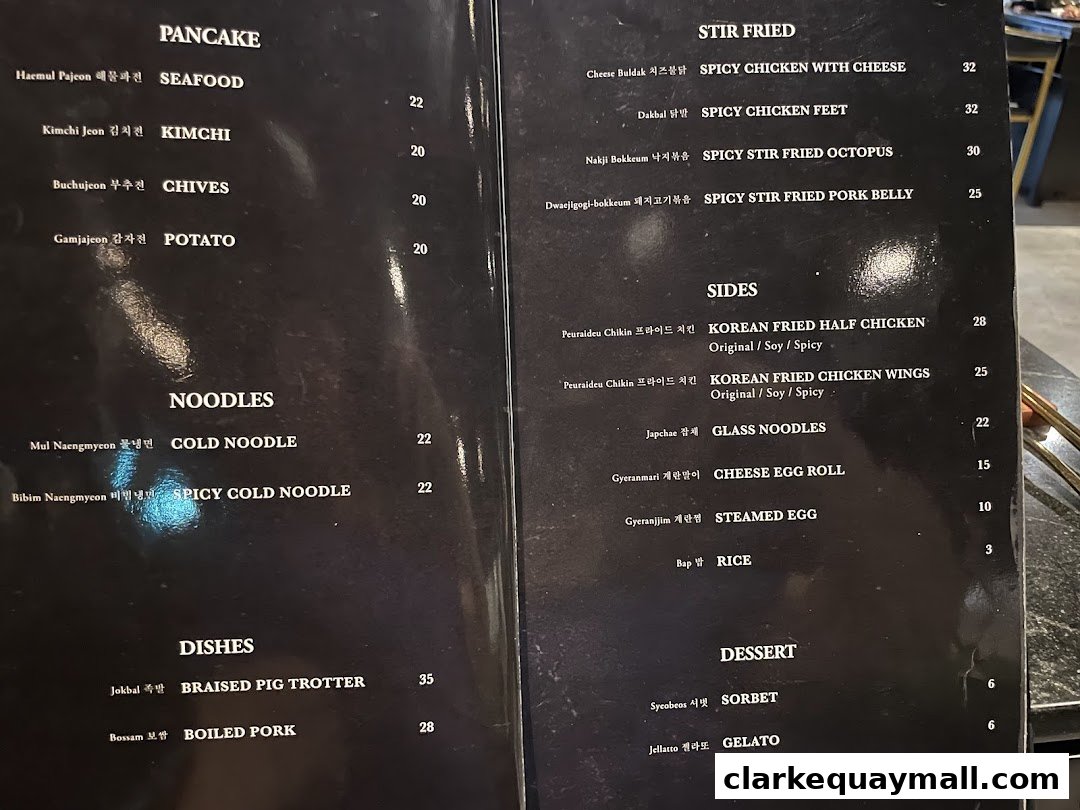 PANCAKE
Haemul Pajeon 해물파전 SEAFOOD 22
Kimchi Jeon 김치전 KIMCHI 20
Buchujeon 부추전 CHIVES 20
Gamjajeon 감자전 POTATO 20
NOODLES
Mul Naengmyeon 물냉면 COLD NOODLE 22
Bibim Naengmyeon 비빔냉면 SPICY COLD NOODLE 22
DISHES
Jokbal 족발 BRAISED PIG TROTTER 35
Bossam 보쌈 BOILED PORK 28
STIR FRIED
Cheese Buldak 치즈불닭 SPICY CHICKEN WITH CHEESE 32
Dakbal 닭발 SPICY CHICKEN FEET 32
Nakji Bokkeum 낙지볶음 SPICY STIR FRIED OCTOPUS 30
Dwaejigogi-bokkeum 돼지고기볶음 SPICY STIR FRIED PORK BELLY 25
SIDES
Peuraideu Chikin 프라이드 치킨 KOREAN FRIED HALF CHICKEN 28
Original / Soy / Spicy
Peuraideu Chikin 프라이드 치킨 KOREAN FRIED CHICKEN WINGS 25
Original / Soy / Spicy
Japchae 잡채 GLASS NOODLES 22
Gyeranmari 계란말이 CHEESE EGG ROLL 15
Gyeranjjim 계란찜 STEAMED EGG 10
Bap 밥 RICE 3
DESSERT
Syeobeos 셔벗 SORBET 6
Jellatto 젤라또 GELATO 6
clarkequaymall.com